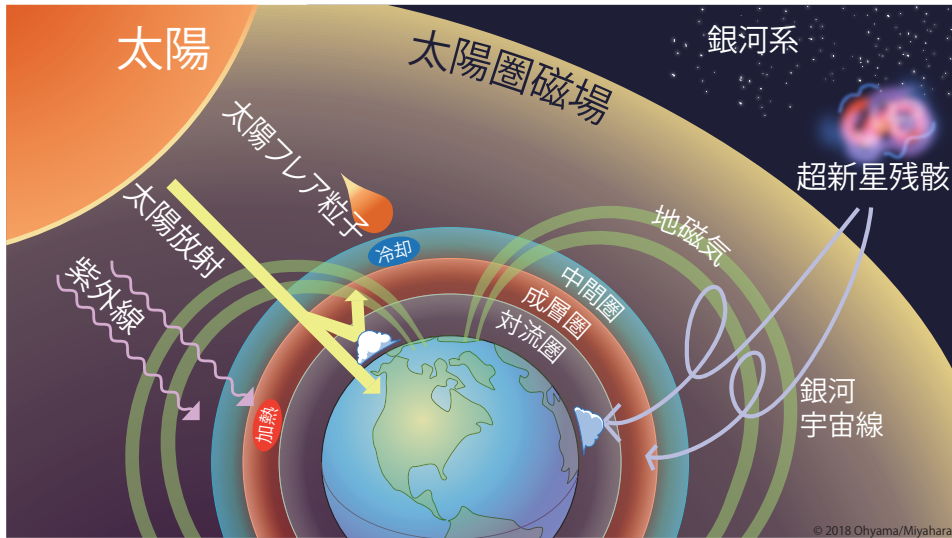 太陽
太陽圏磁場
銀河系
超新星残骸
太陽フレア粒子
太陽放射
紫外線
冷却
地磁気
中間圏
成層圏
対流圏
加熱
銀河
宇宙線
© 2018 Ohyama/Miyahara